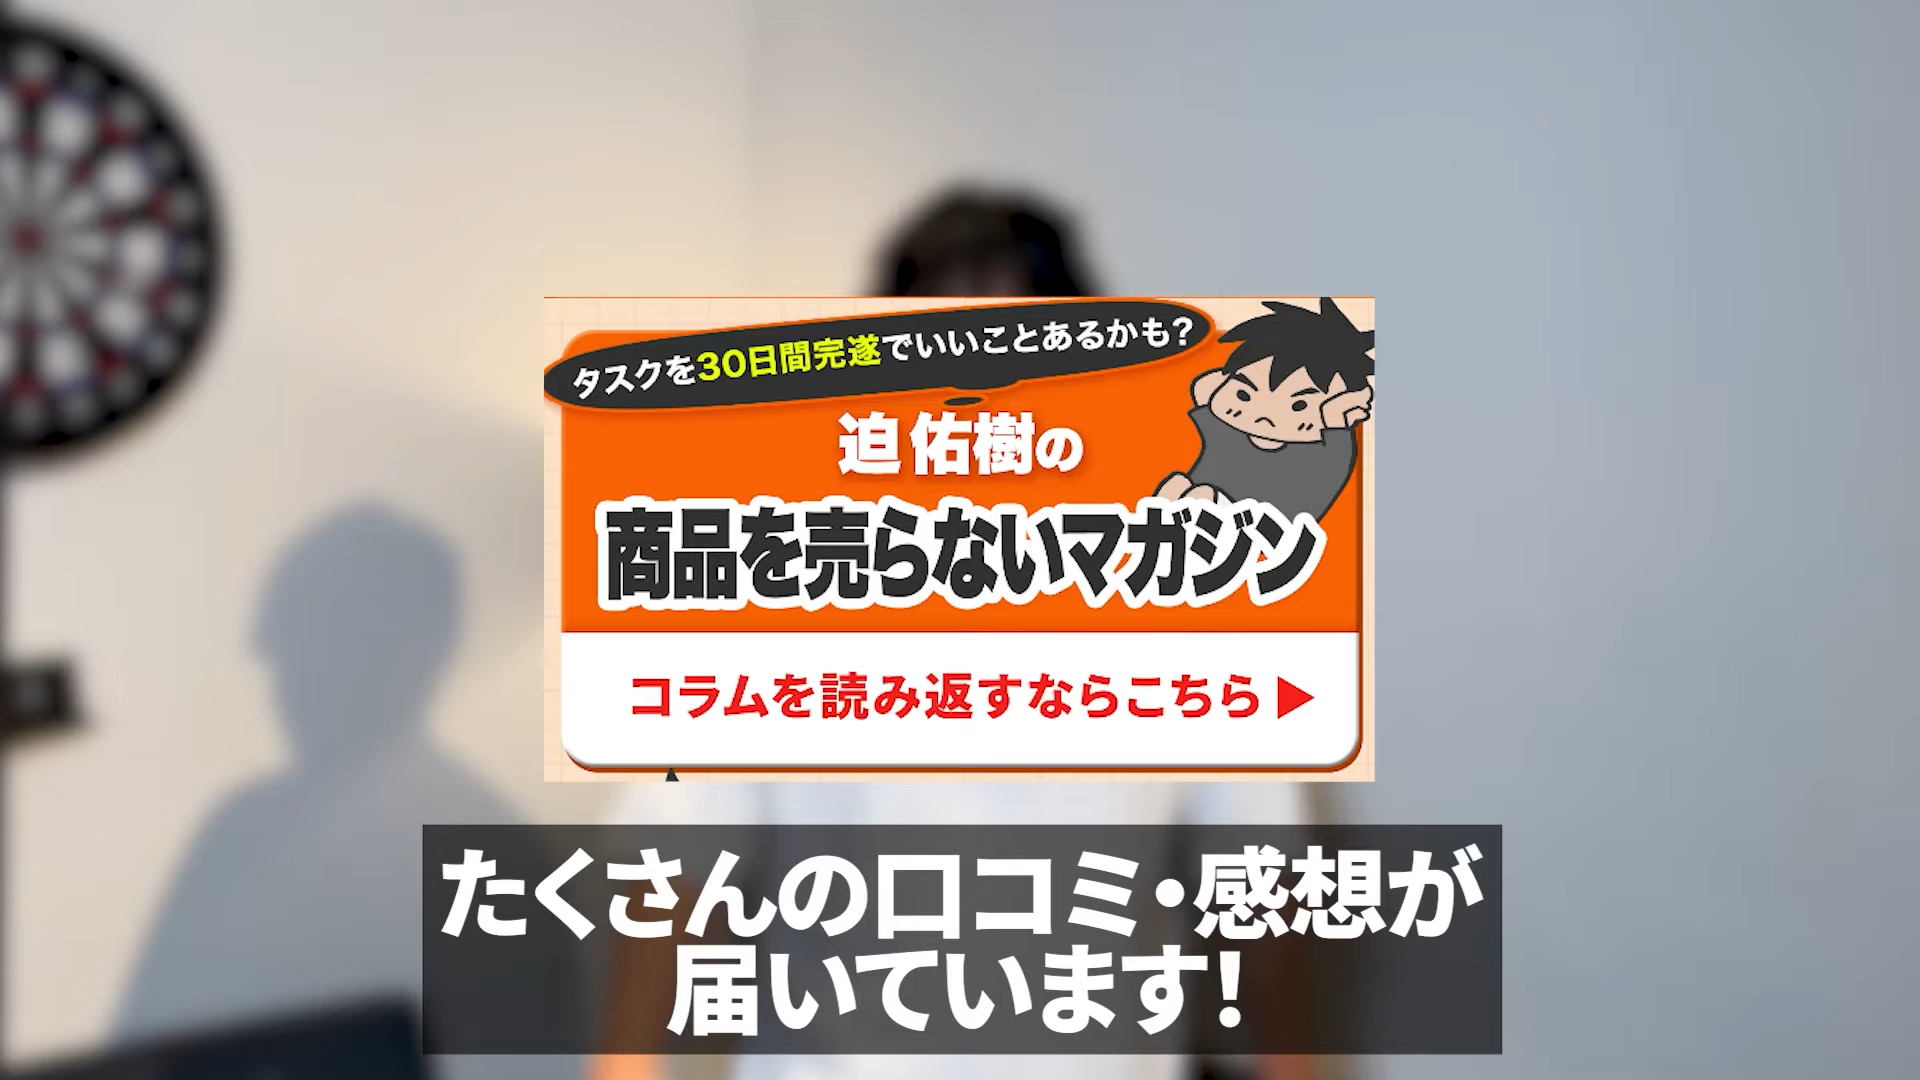 タスクを30日間完遂でいいことあるかも?
迫 佑樹の
商品を売らないマガジン
コラムを読み返すならこちら▶
たくさんの口コミ・感想が
届いています!